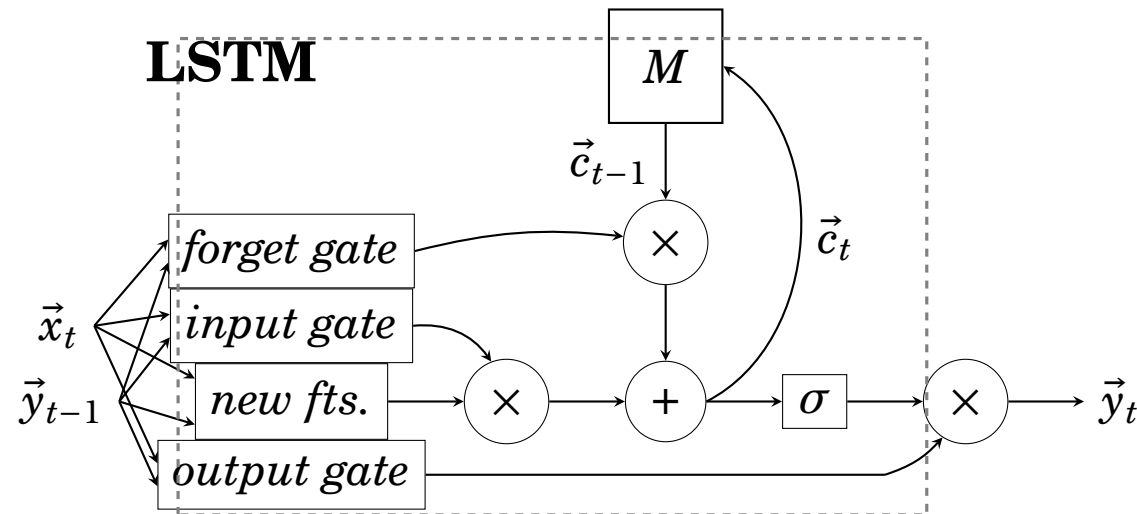 LSTM
M
c⃗ₜ₋₁
×
c⃗ₜ
forget gate
input gate
x⃗ₜ
new fts.
y⃗ₜ₋₁
×
+
σ
×
y⃗ₜ
output gate